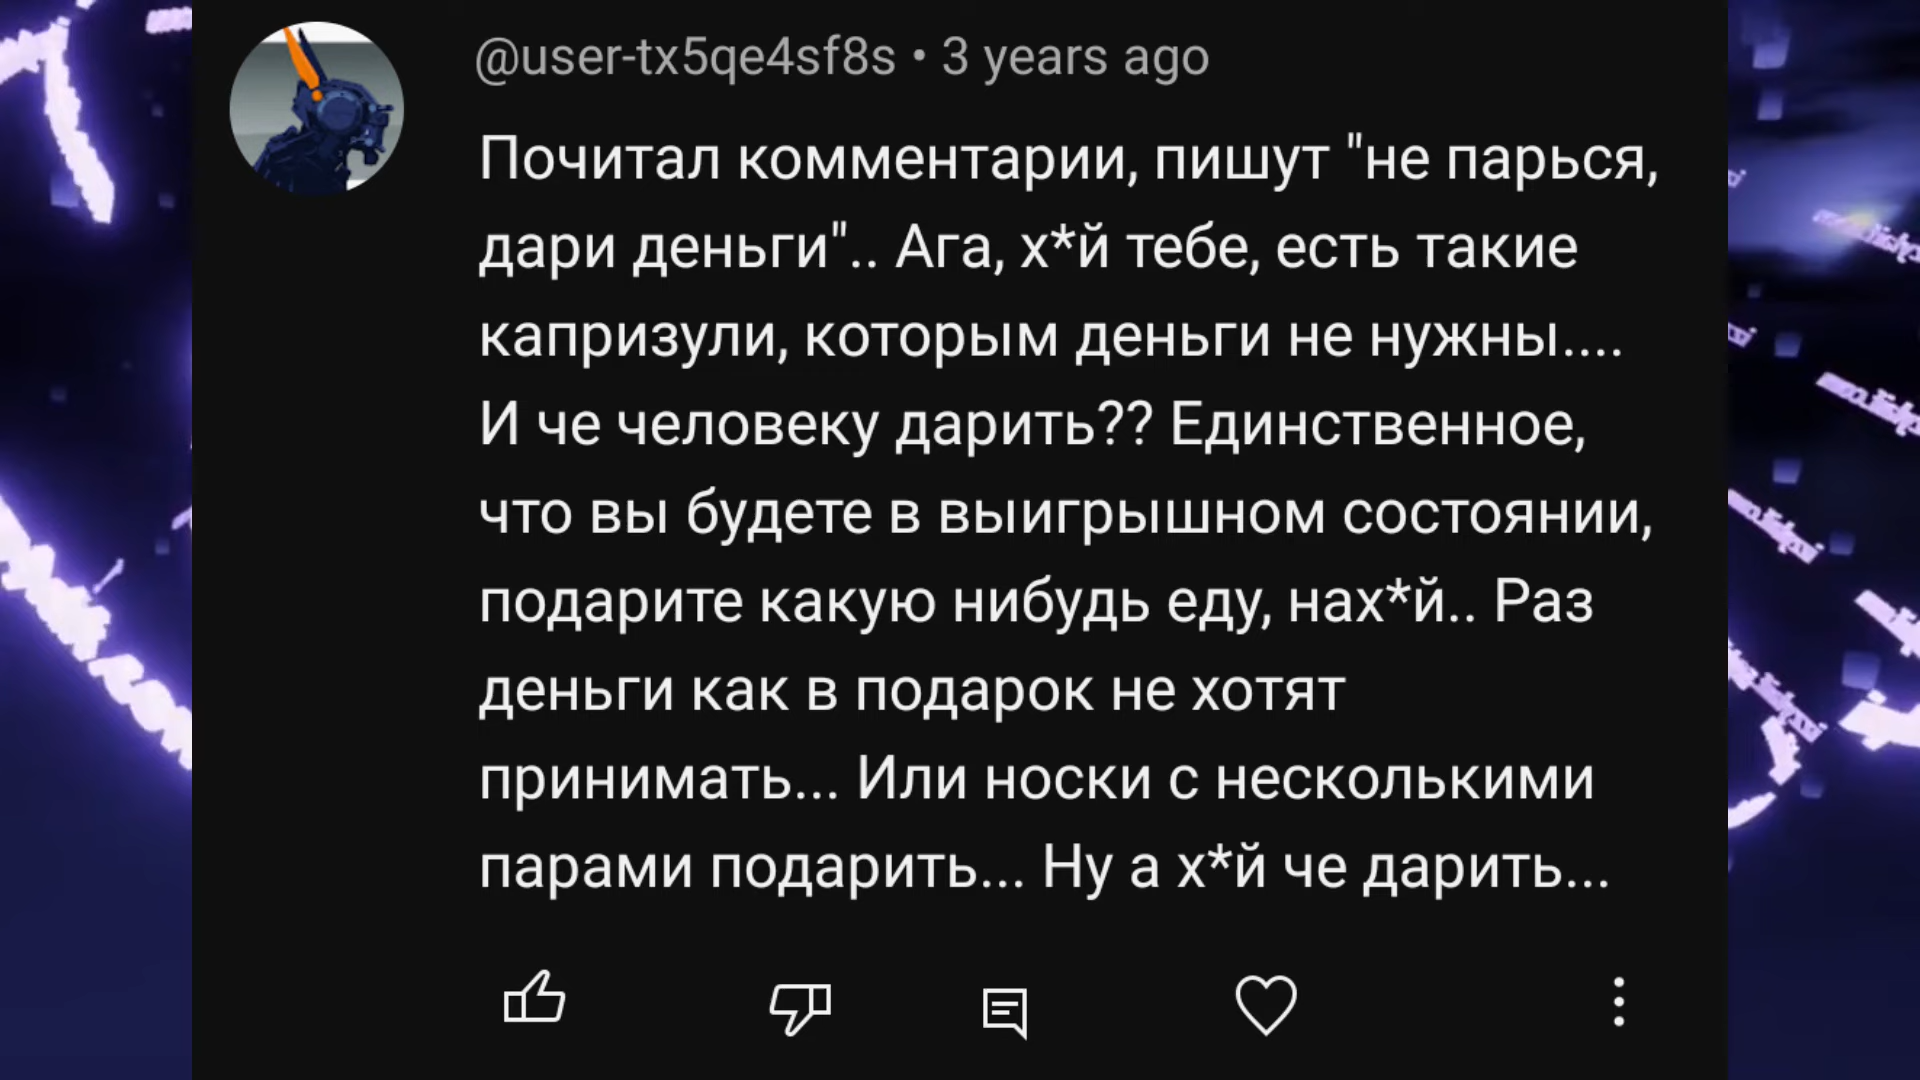 @user-tx5qe4sf8s • 3 years ago
Почитал комментарии, пишут "не парься,
дари деньги".. Ага, х*й тебе, есть такие
капризули, которым деньги не нужны....
И че человеку дарить?? Единственное,
что вы будете в выигрышном состоянии,
подарите какую нибудь еду, нах*й.. Раз
деньги как в подарок не хотят
принимать... Или носки с несколькими
парами подарить... Ну а х*й че дарить...